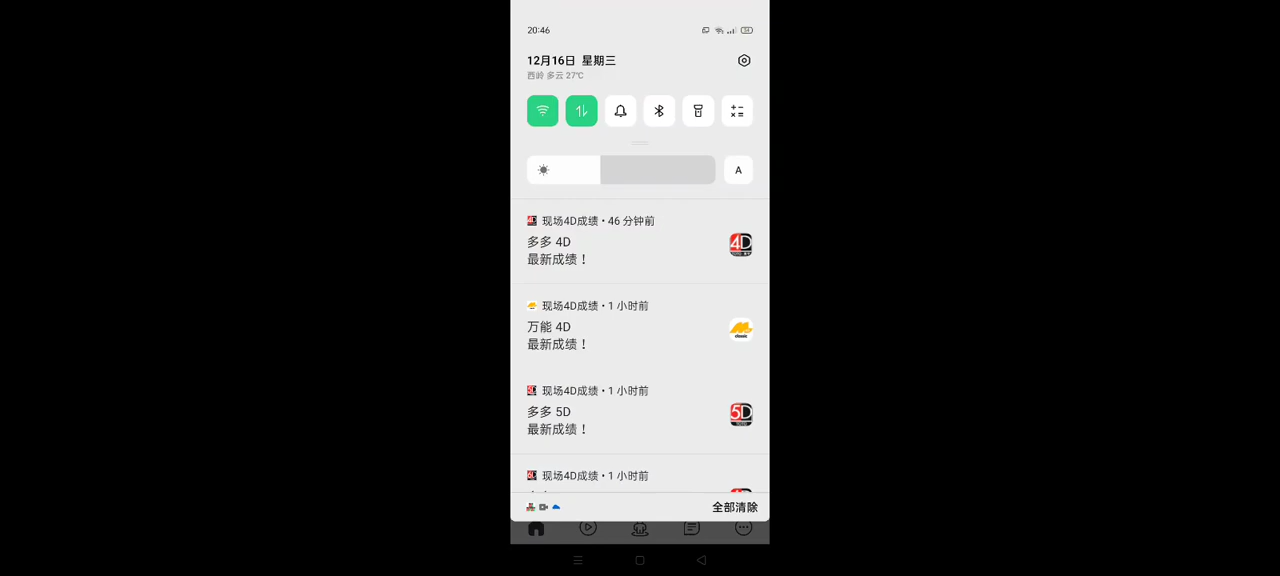 20:46
34
12月16日 星期三
西岭 多云 27℃
A
现场4D成绩 • 46 分钟前
多多 4D
最新成绩！
4D
现场4D成绩 • 1 小时前
万能 4D
最新成绩！
classic
现场4D成绩 • 1 小时前
多多 5D
最新成绩！
5D
现场4D成绩 • 1 小时前
全部清除